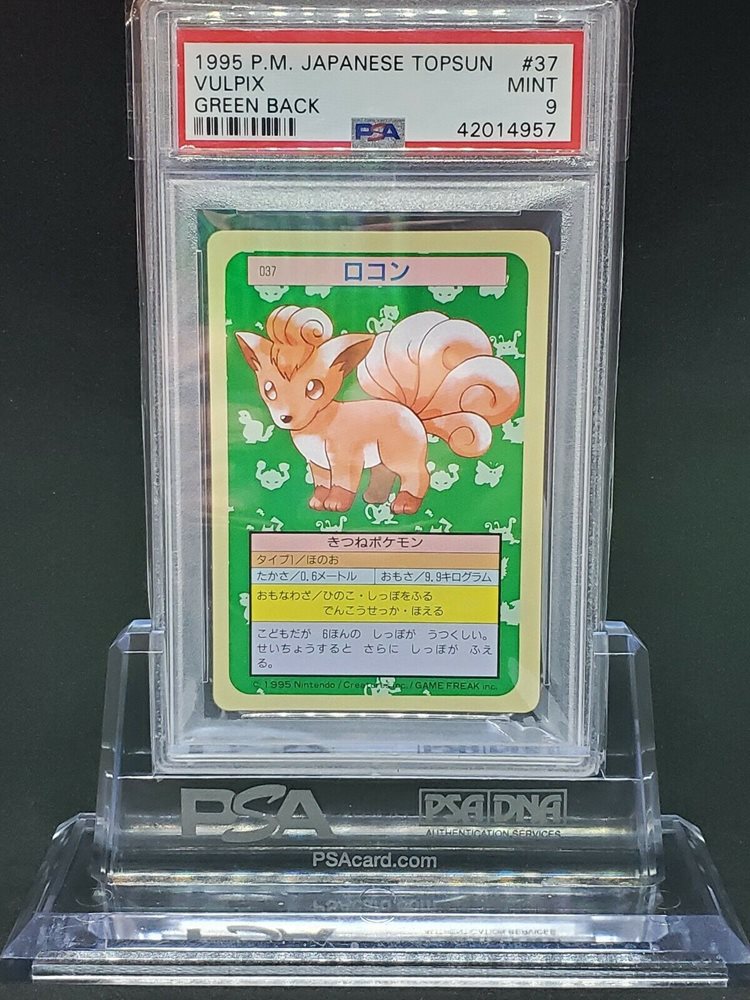 1995 P.M. JAPANESE TOPSUN #37
VULPIX MINT
GREEN BACK 9
PSA 42014957
037 ロコン
きつねポケモン
タイプ1/ほのお
たかさ/0.6メートル おもさ/9.9キログラム
おもなわざ/ひのこ・しっぽをふる
でんこうせっか・ほえる
こどもだが 6ぽんの しっぽが うつくしい。
せいちょうすると さらに しっぽが ふえ
る。
© 1995 Nintendo / Creatures inc. / GAME FREAK inc.
PSA PSA DNA
AUTHENTICATION SERVICES
PSAcard.com